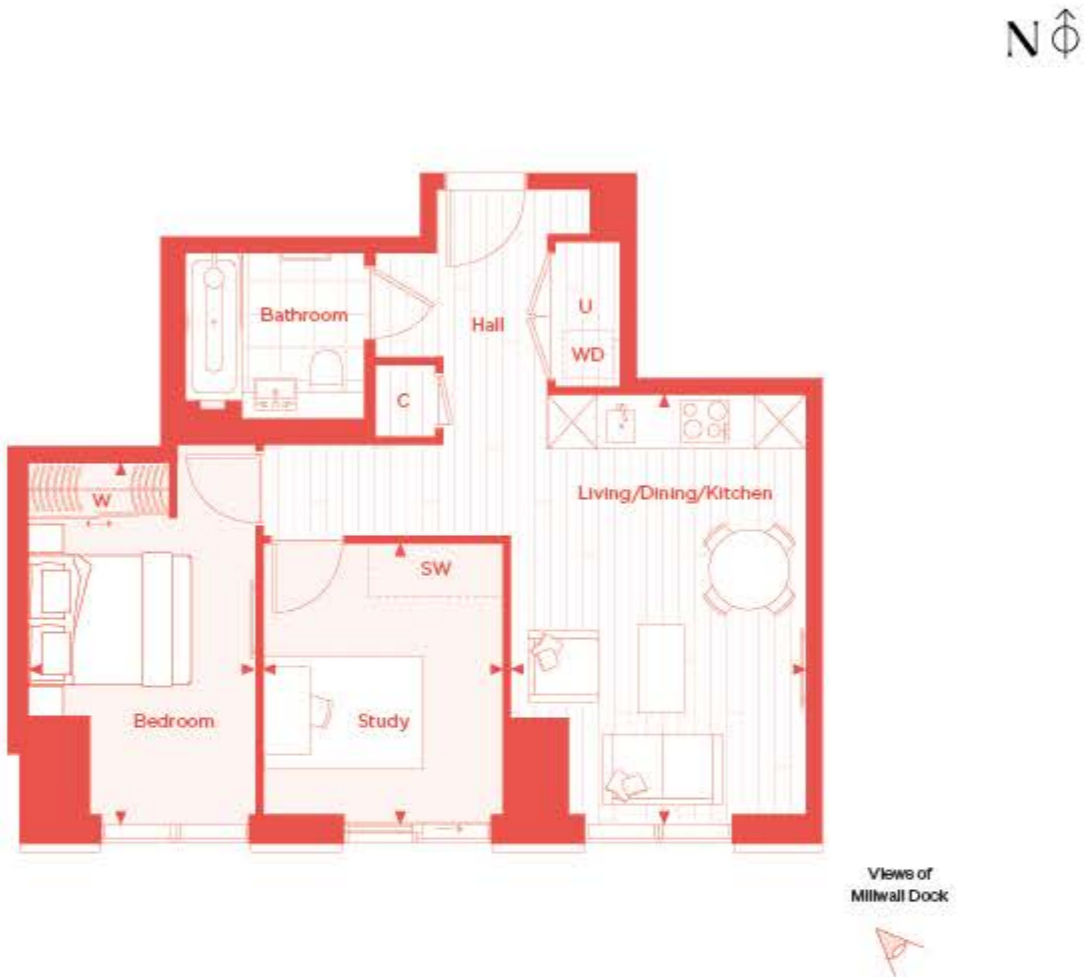 N
Bathroom
Hall
U
WD
C
W
Living/Dining/Kitchen
SW
Bedroom
Study
Views of
Millwall Dock